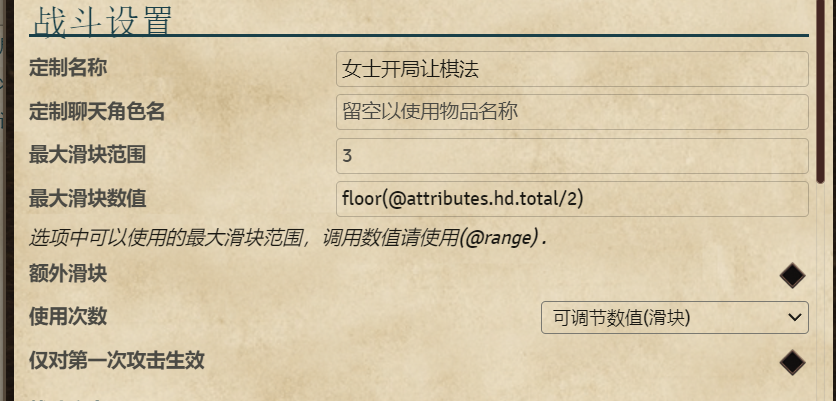 战斗设置
定制名称
女士开局让棋法
定制聊天角色名
留空以使用物品名称
最大滑块范围
3
最大滑块数值
floor(@attributes.hd.total/2)
选项中可以使用的最大滑块范围，调用数值请使用(@range) .
额外滑块
使用次数
可调节数值(滑块)
仅对第一次攻击生效